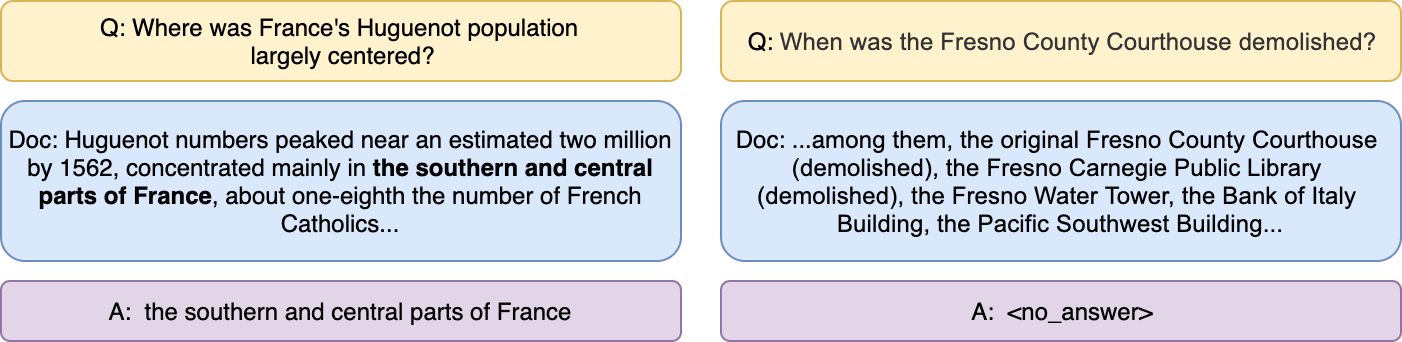 Q: Where was France's Huguenot population
largely centered?
Doc: Huguenot numbers peaked near an estimated two million
by 1562, concentrated mainly in the southern and central
parts of France, about one-eighth the number of French
Catholics...
A: the southern and central parts of France
Q: When was the Fresno County Courthouse demolished?
Doc: ...among them, the original Fresno County Courthouse
(demolished), the Fresno Carnegie Public Library
(demolished), the Fresno Water Tower, the Bank of Italy
Building, the Pacific Southwest Building...
A: <no_answer>